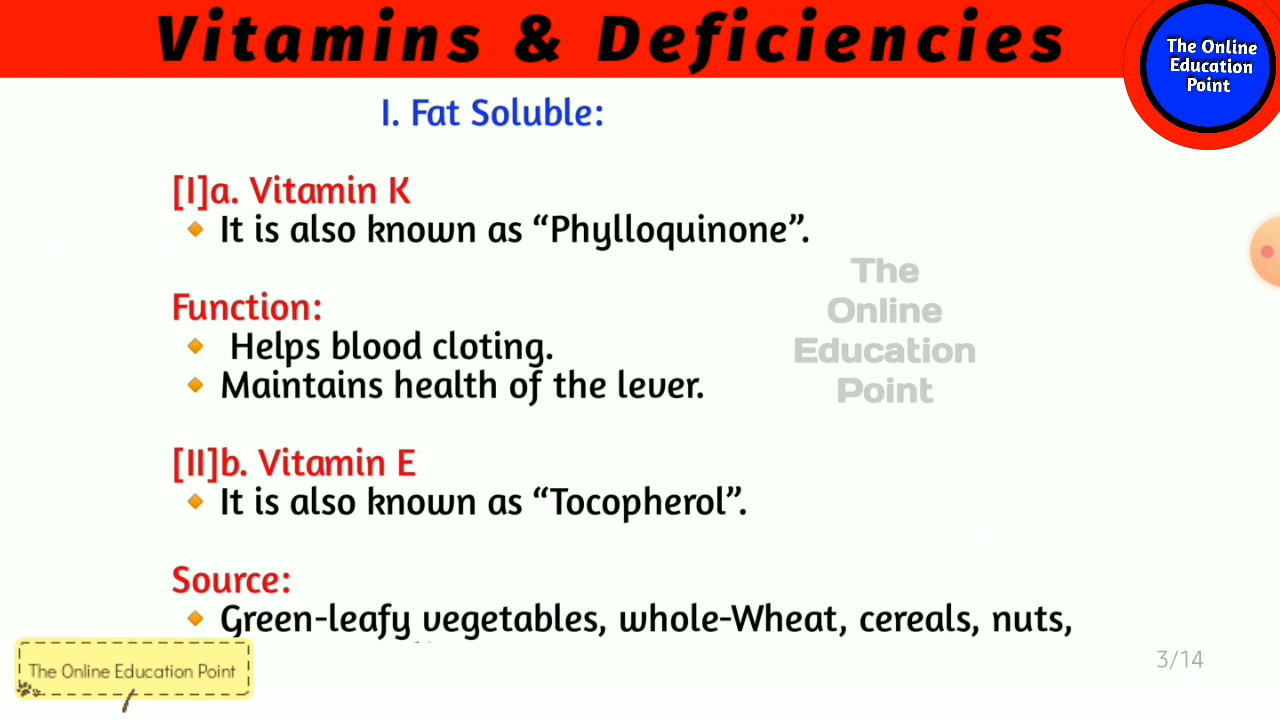 Vitamins & Deficiencies
The Online
Education
Point
I. Fat Soluble:
[I]a. Vitamin K
🔸 It is also known as “Phylloquinone”.
Function:
🔸 Helps blood cloting.
🔸 Maintains health of the lever.
The
Online
Education
Point
[II]b. Vitamin E
🔸 It is also known as “Tocopherol”.
Source:
🔸 Green-leafy vegetables, whole-Wheat, cereals, nuts,
The Online Education Point
3/14